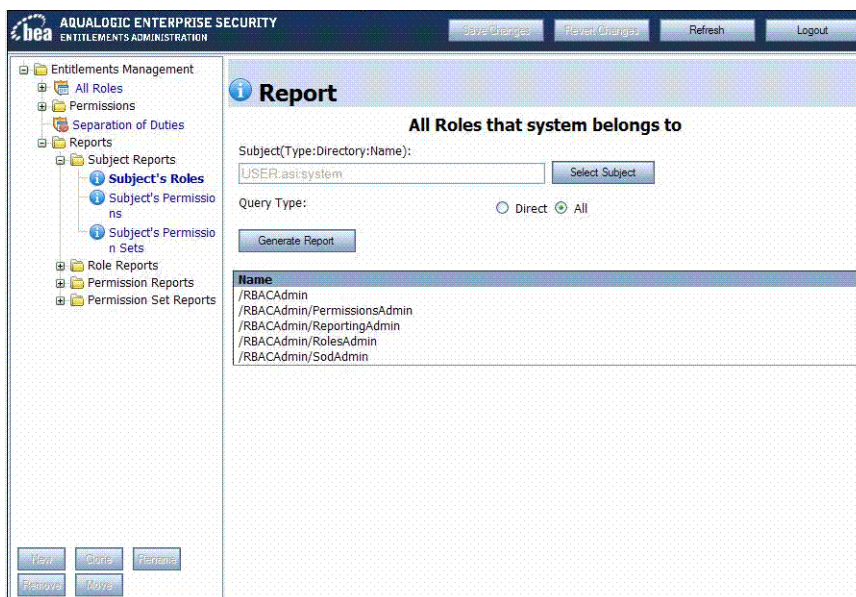 bea
AQUALOGIC ENTERPRISE SECURITY
ENTITLEMENTS ADMINISTRATION
Save Changes
Revert Changes
Refresh
Logout
Entitlements Management
All Roles
Permissions
Separation of Duties
Reports
Subject Reports
Subject's Roles
Subject's Permissio
ns
Subject's Permissio
n Sets
Role Reports
Permission Reports
Permission Set Reports
New
Clone
Rename
Remove
Move
Report
All Roles that system belongs to
Subject(Type:Directory:Name):
USER:asi:system
Select Subject
Query Type:
Direct
All
Generate Report
Name
/RBACAdmin
/RBACAdmin/PermissionsAdmin
/RBACAdmin/ReportingAdmin
/RBACAdmin/RolesAdmin
/RBACAdmin/SodAdmin